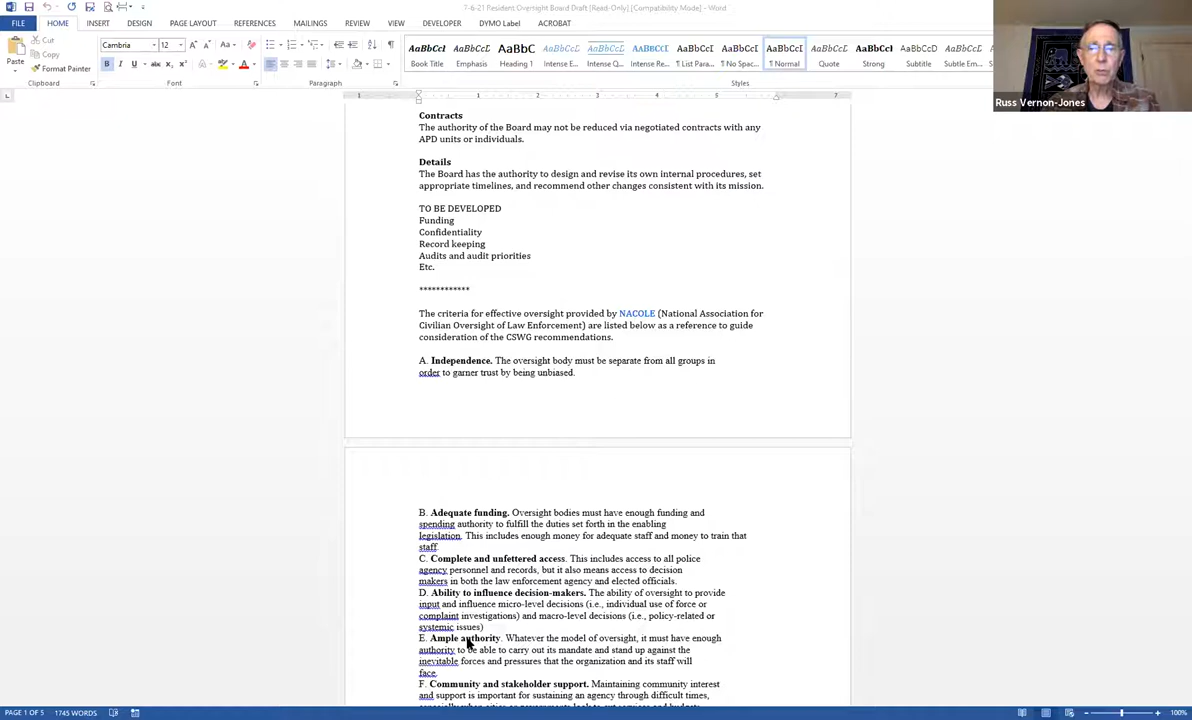 7-6-21 Resident Oversight Board Draft [Read-Only] [Compatibility Mode] - Word
FILE HOME INSERT DESIGN PAGE LAYOUT REFERENCES MAILINGS REVIEW VIEW DEVELOPER DYMO Label ACROBAT
Paste
Cut
Copy
Format Painter
Clipboard
Cambria 12
Font
Paragraph
AaBbCcI AaBbCcL AaBbC AaBbCcI AaBbCcL AABBCCI AaBbCcI AaBbCcI AaBbCcI AaBbCcL AaBbCcI AaBbCcD AaBbCcL
Book Title Emphasis Heading 1 Intense E... Intense Q... Intense Re... ¶ List Para... ¶ No Spac... ¶ Normal Quote Strong Subtitle Subtle Em...
Styles
Russ Vernon-Jones
1 1 2 3 4 5 7
Contracts
The authority of the Board may not be reduced via negotiated contracts with any
APD units or individuals.
Details
The Board has the authority to design and revise its own internal procedures, set
appropriate timelines, and recommend other changes consistent with its mission.
TO BE DEVELOPED
Funding
Confidentiality
Record keeping
Audits and audit priorities
Etc.
************
The criteria for effective oversight provided by NACOLE (National Association for
Civilian Oversight of Law Enforcement) are listed below as a reference to guide
consideration of the CSWG recommendations.
A. Independence. The oversight body must be separate from all groups in
order to garner trust by being unbiased.
B. Adequate funding. Oversight bodies must have enough funding and
spending authority to fulfill the duties set forth in the enabling
legislation. This includes enough money for adequate staff and money to train that
staff.
C. Complete and unfettered access. This includes access to all police
agency personnel and records, but it also means access to decision
makers in both the law enforcement agency and elected officials.
D. Ability to influence decision-makers. The ability of oversight to provide
input and influence micro-level decisions (i.e., individual use of force or
complaint investigations) and macro-level decisions (i.e., policy-related or
systemic issues)
E. Ample authority. Whatever the model of oversight, it must have enough
authority to be able to carry out its mandate and stand up against the
inevitable forces and pressures that the organization and its staff will
face.
F. Community and stakeholder support. Maintaining community interest
and support is important for sustaining an agency through difficult times,
PAGE 1 OF 5 1745 WORDS 100%